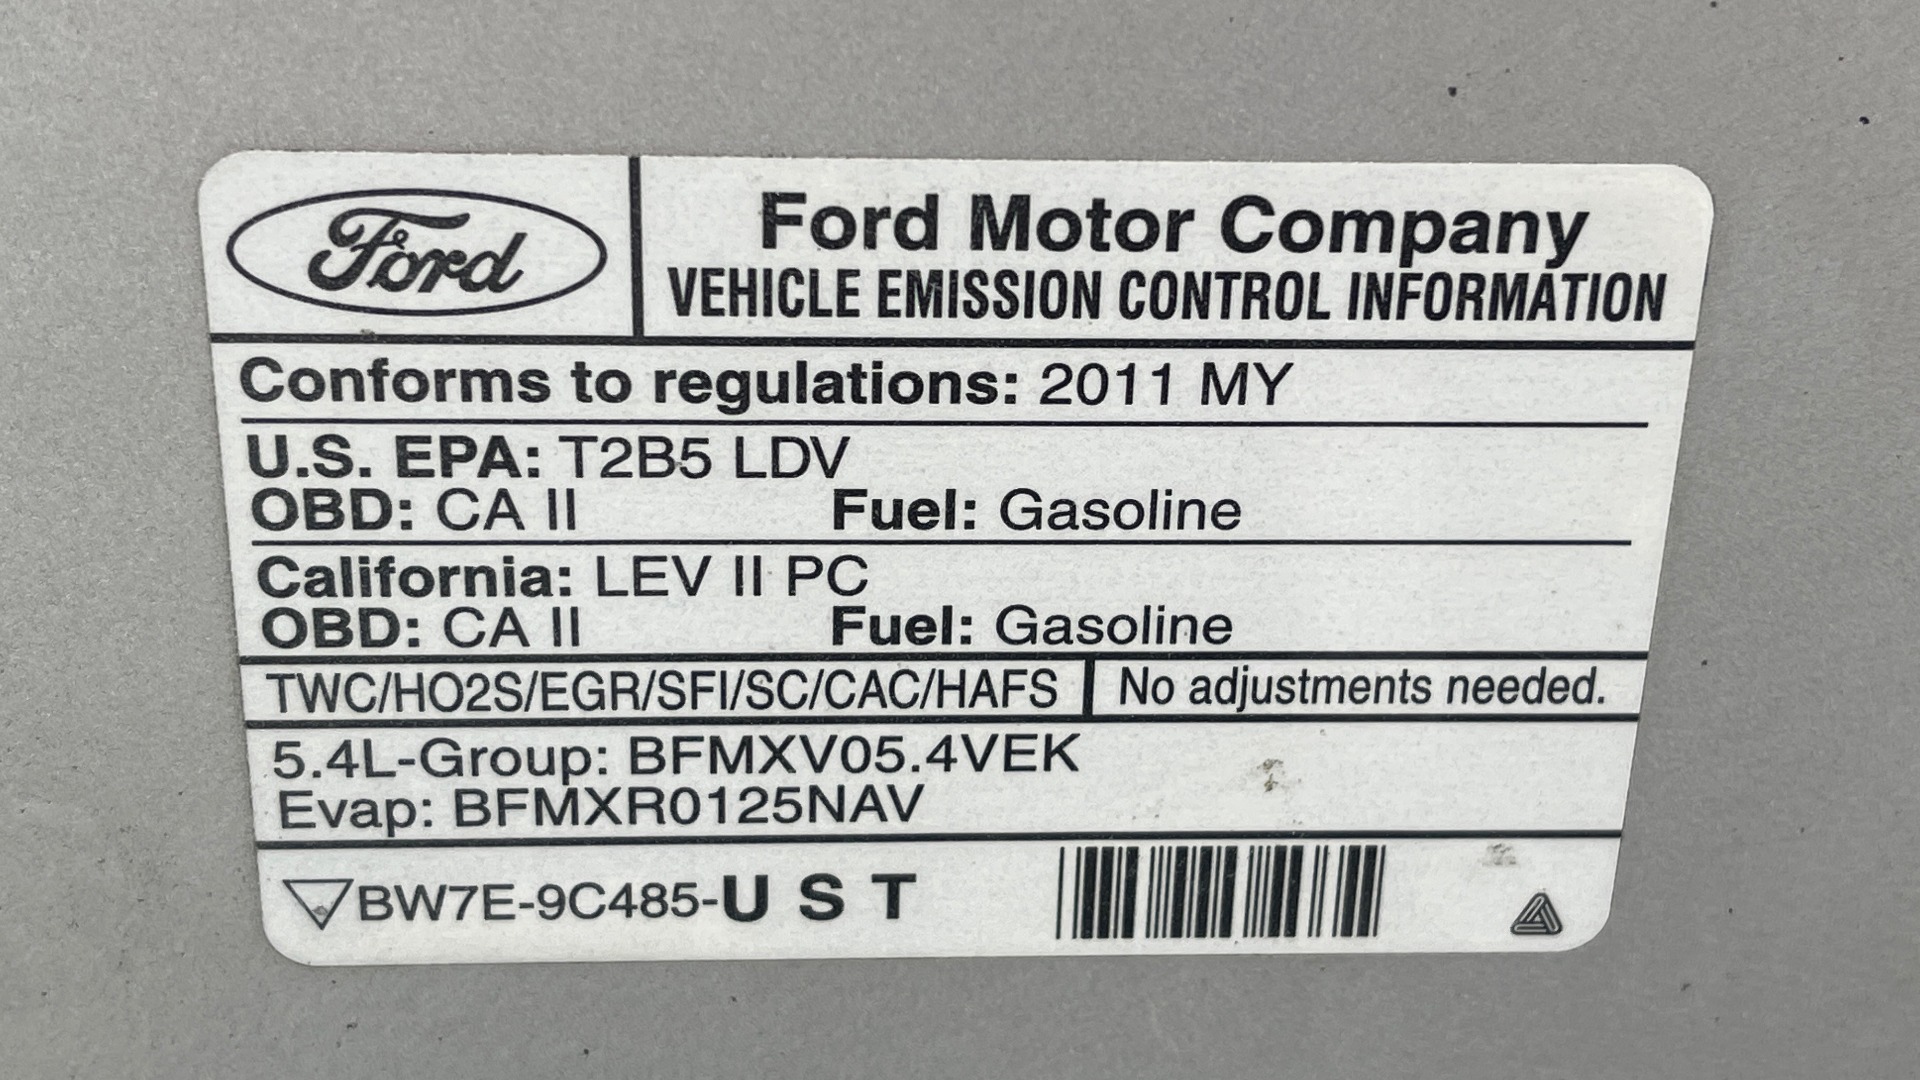 Ford
Ford Motor Company
VEHICLE EMISSION CONTROL INFORMATION
Conforms to regulations: 2011 MY
U.S. EPA: T2B5 LDV
OBD: CA II Fuel: Gasoline
California: LEV II PC
OBD: CA II Fuel: Gasoline
TWC/HO2S/EGR/SFI/SC/CAC/HAFS No adjustments needed.
5.4L-Group: BFMXV05.4VEK
Evap: BFMXR0125NAV
BW7E-9C485-U S T